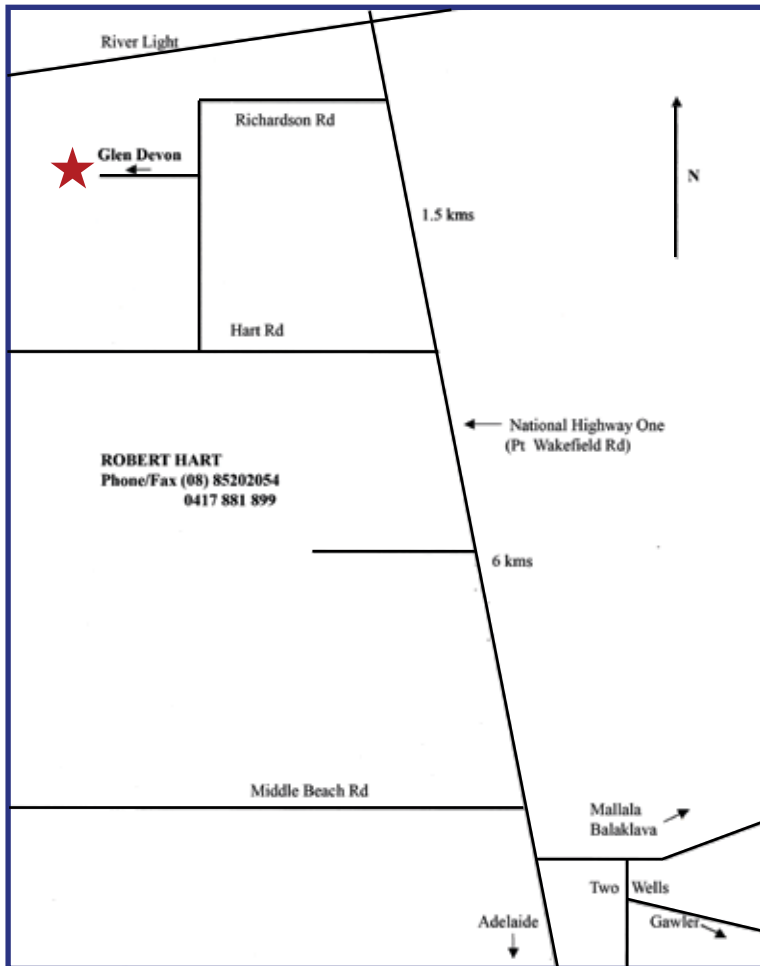 River Light
Richardson Rd
Glen Devon
N
1.5 kms
Hart Rd
National Highway One
(Pt Wakefield Rd)
ROBERT HART
Phone/Fax (08) 85202054
0417 881 899
6 kms
Middle Beach Rd
Mallala
Balaklava
Two Wells
Adelaide
Gawler